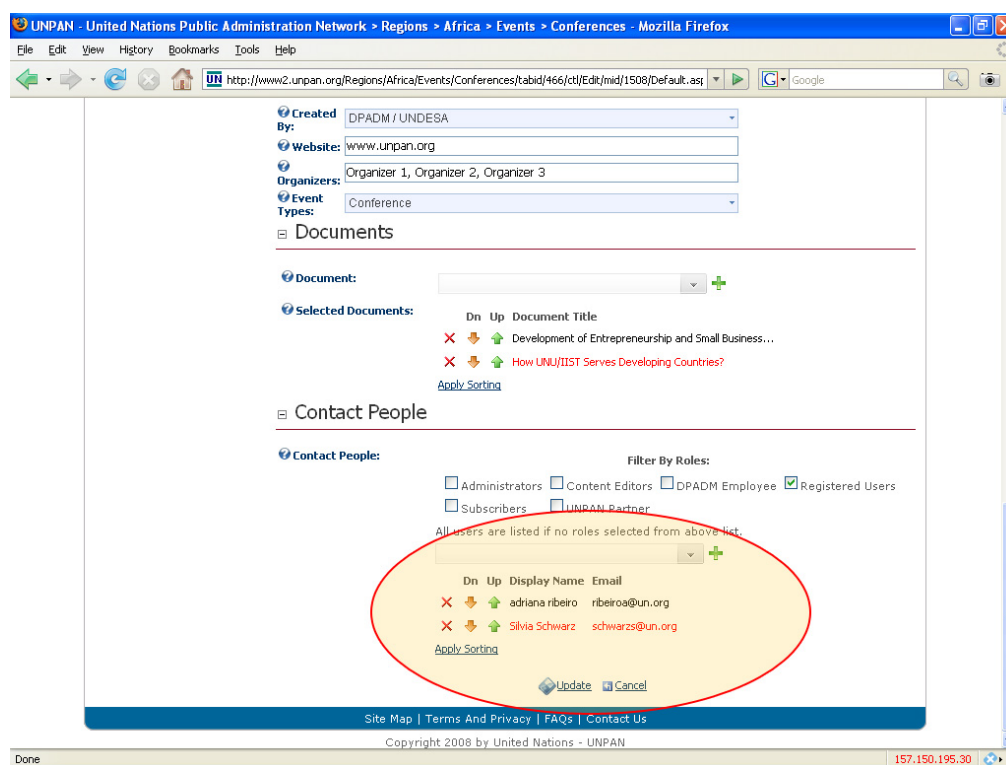 UNPAN - United Nations Public Administration Network > Regions > Africa > Events > Conferences - Mozilla Firefox
File Edit View History Bookmarks Tools Help
UN http://www2.unpan.org/Regions/Africa/Events/Conferences/tabid/466/ctl/Edit/mid/1508/Default.asp G Google
Created By: DPADM / UNDESA
Website: www.unpan.org
Organizers: Organizer 1, Organizer 2, Organizer 3
Event Types: Conference
Documents
Document:
Selected Documents: Dn Up Document Title
Development of Entrepreneurship and Small Business...
How UNU/IIST Serves Developing Countries?
Apply Sorting
Contact People
Contact People: Filter By Roles:
Administrators Content Editors DPADM Employee Registered Users
Subscribers UNPAN Partner
All users are listed if no roles selected from above list.
Dn Up Display Name Email
adriana ribeiro ribeiroa@un.org
Silvia Schwarz schwarzs@un.org
Apply Sorting
Update Cancel
Site Map | Terms And Privacy | FAQs | Contact Us
Copyright 2008 by United Nations - UNPAN
Done 157.150.195.30